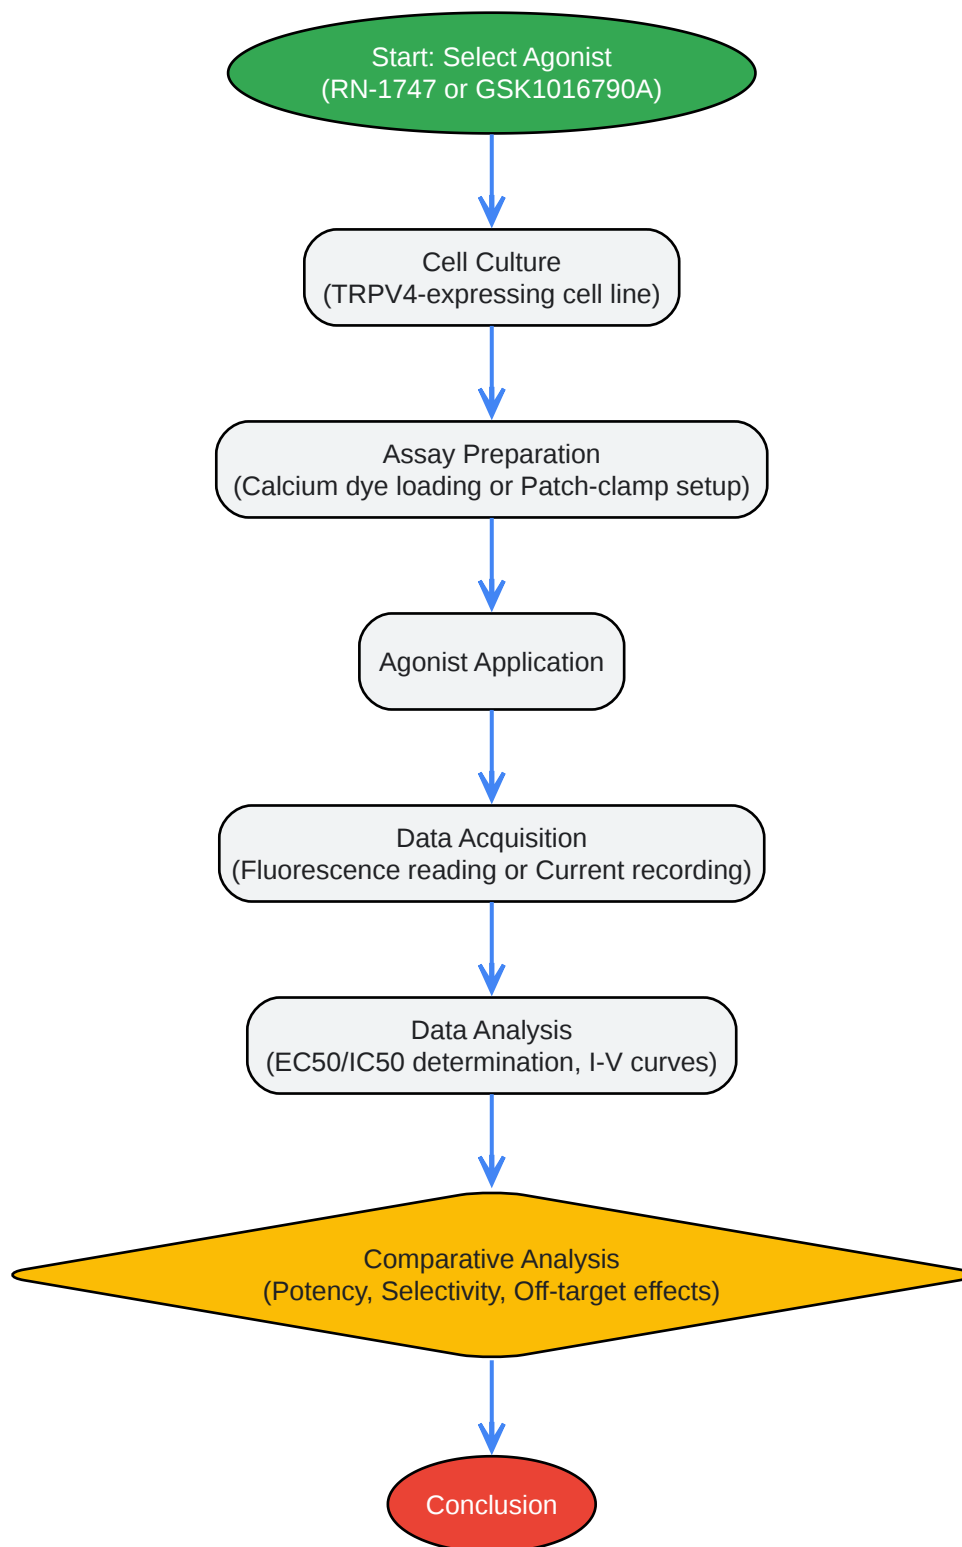 Start: Select Agonist
(RN-1747 or GSK1016790A)
Cell Culture
(TRPV4-expressing cell line)
Assay Preparation
(Calcium dye loading or Patch-clamp setup)
Agonist Application
Data Acquisition
(Fluorescence reading or Current recording)
Data Analysis
(EC50/IC50 determination, I-V curves)
Comparative Analysis
(Potency, Selectivity, Off-target effects)
Conclusion